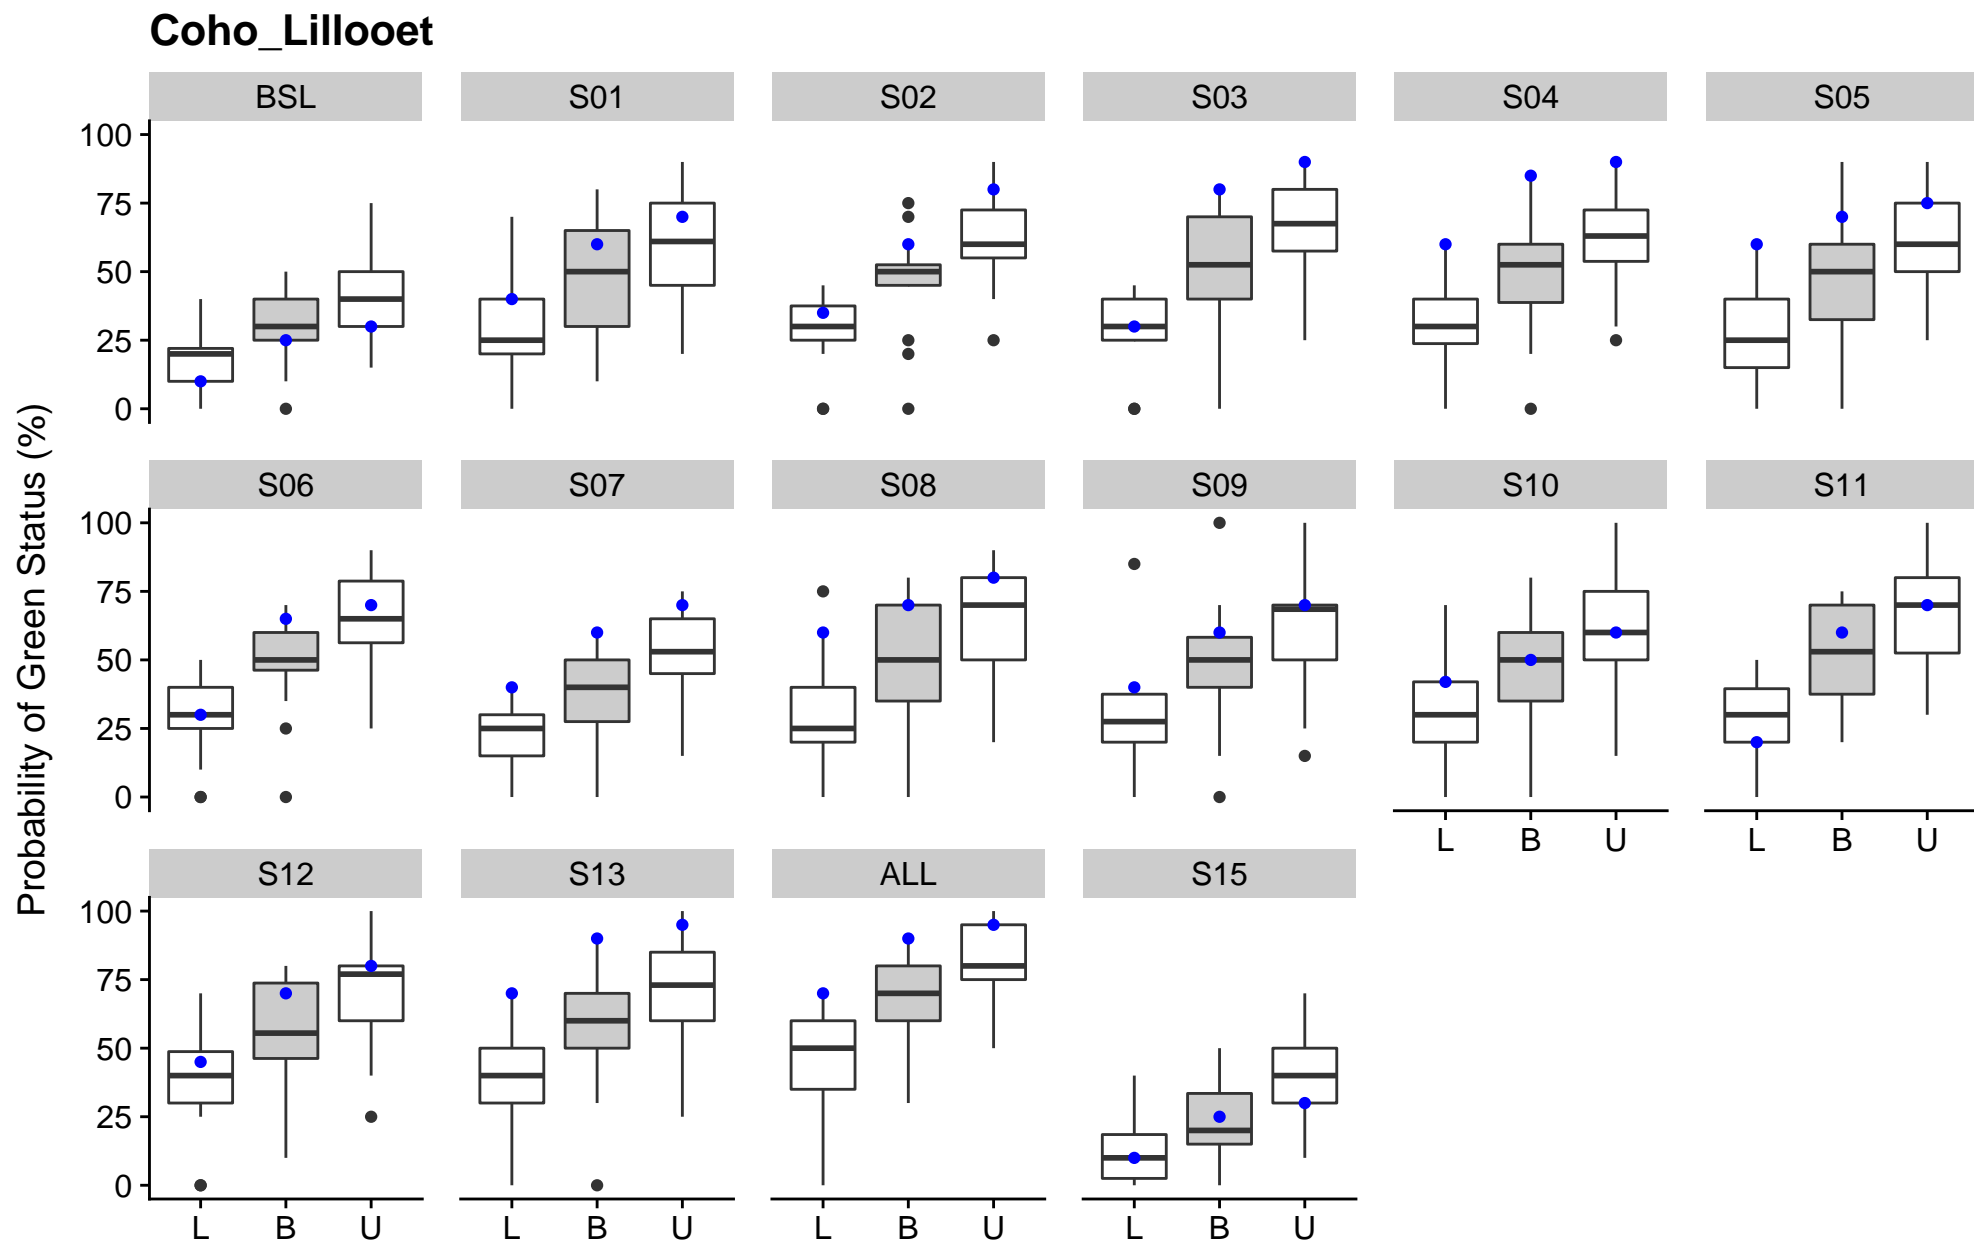 Coho_Lillooet
BSL S01 S02 S03 S04 S05
100
75
50
25
0
S06 S07 S08 S09 S10 S11
100
75
50
25
0
L B U L B U
S12 S13 ALL S15
100
75
50
25
0
L B U L B U L B U L B U
Probability of Green Status (%)